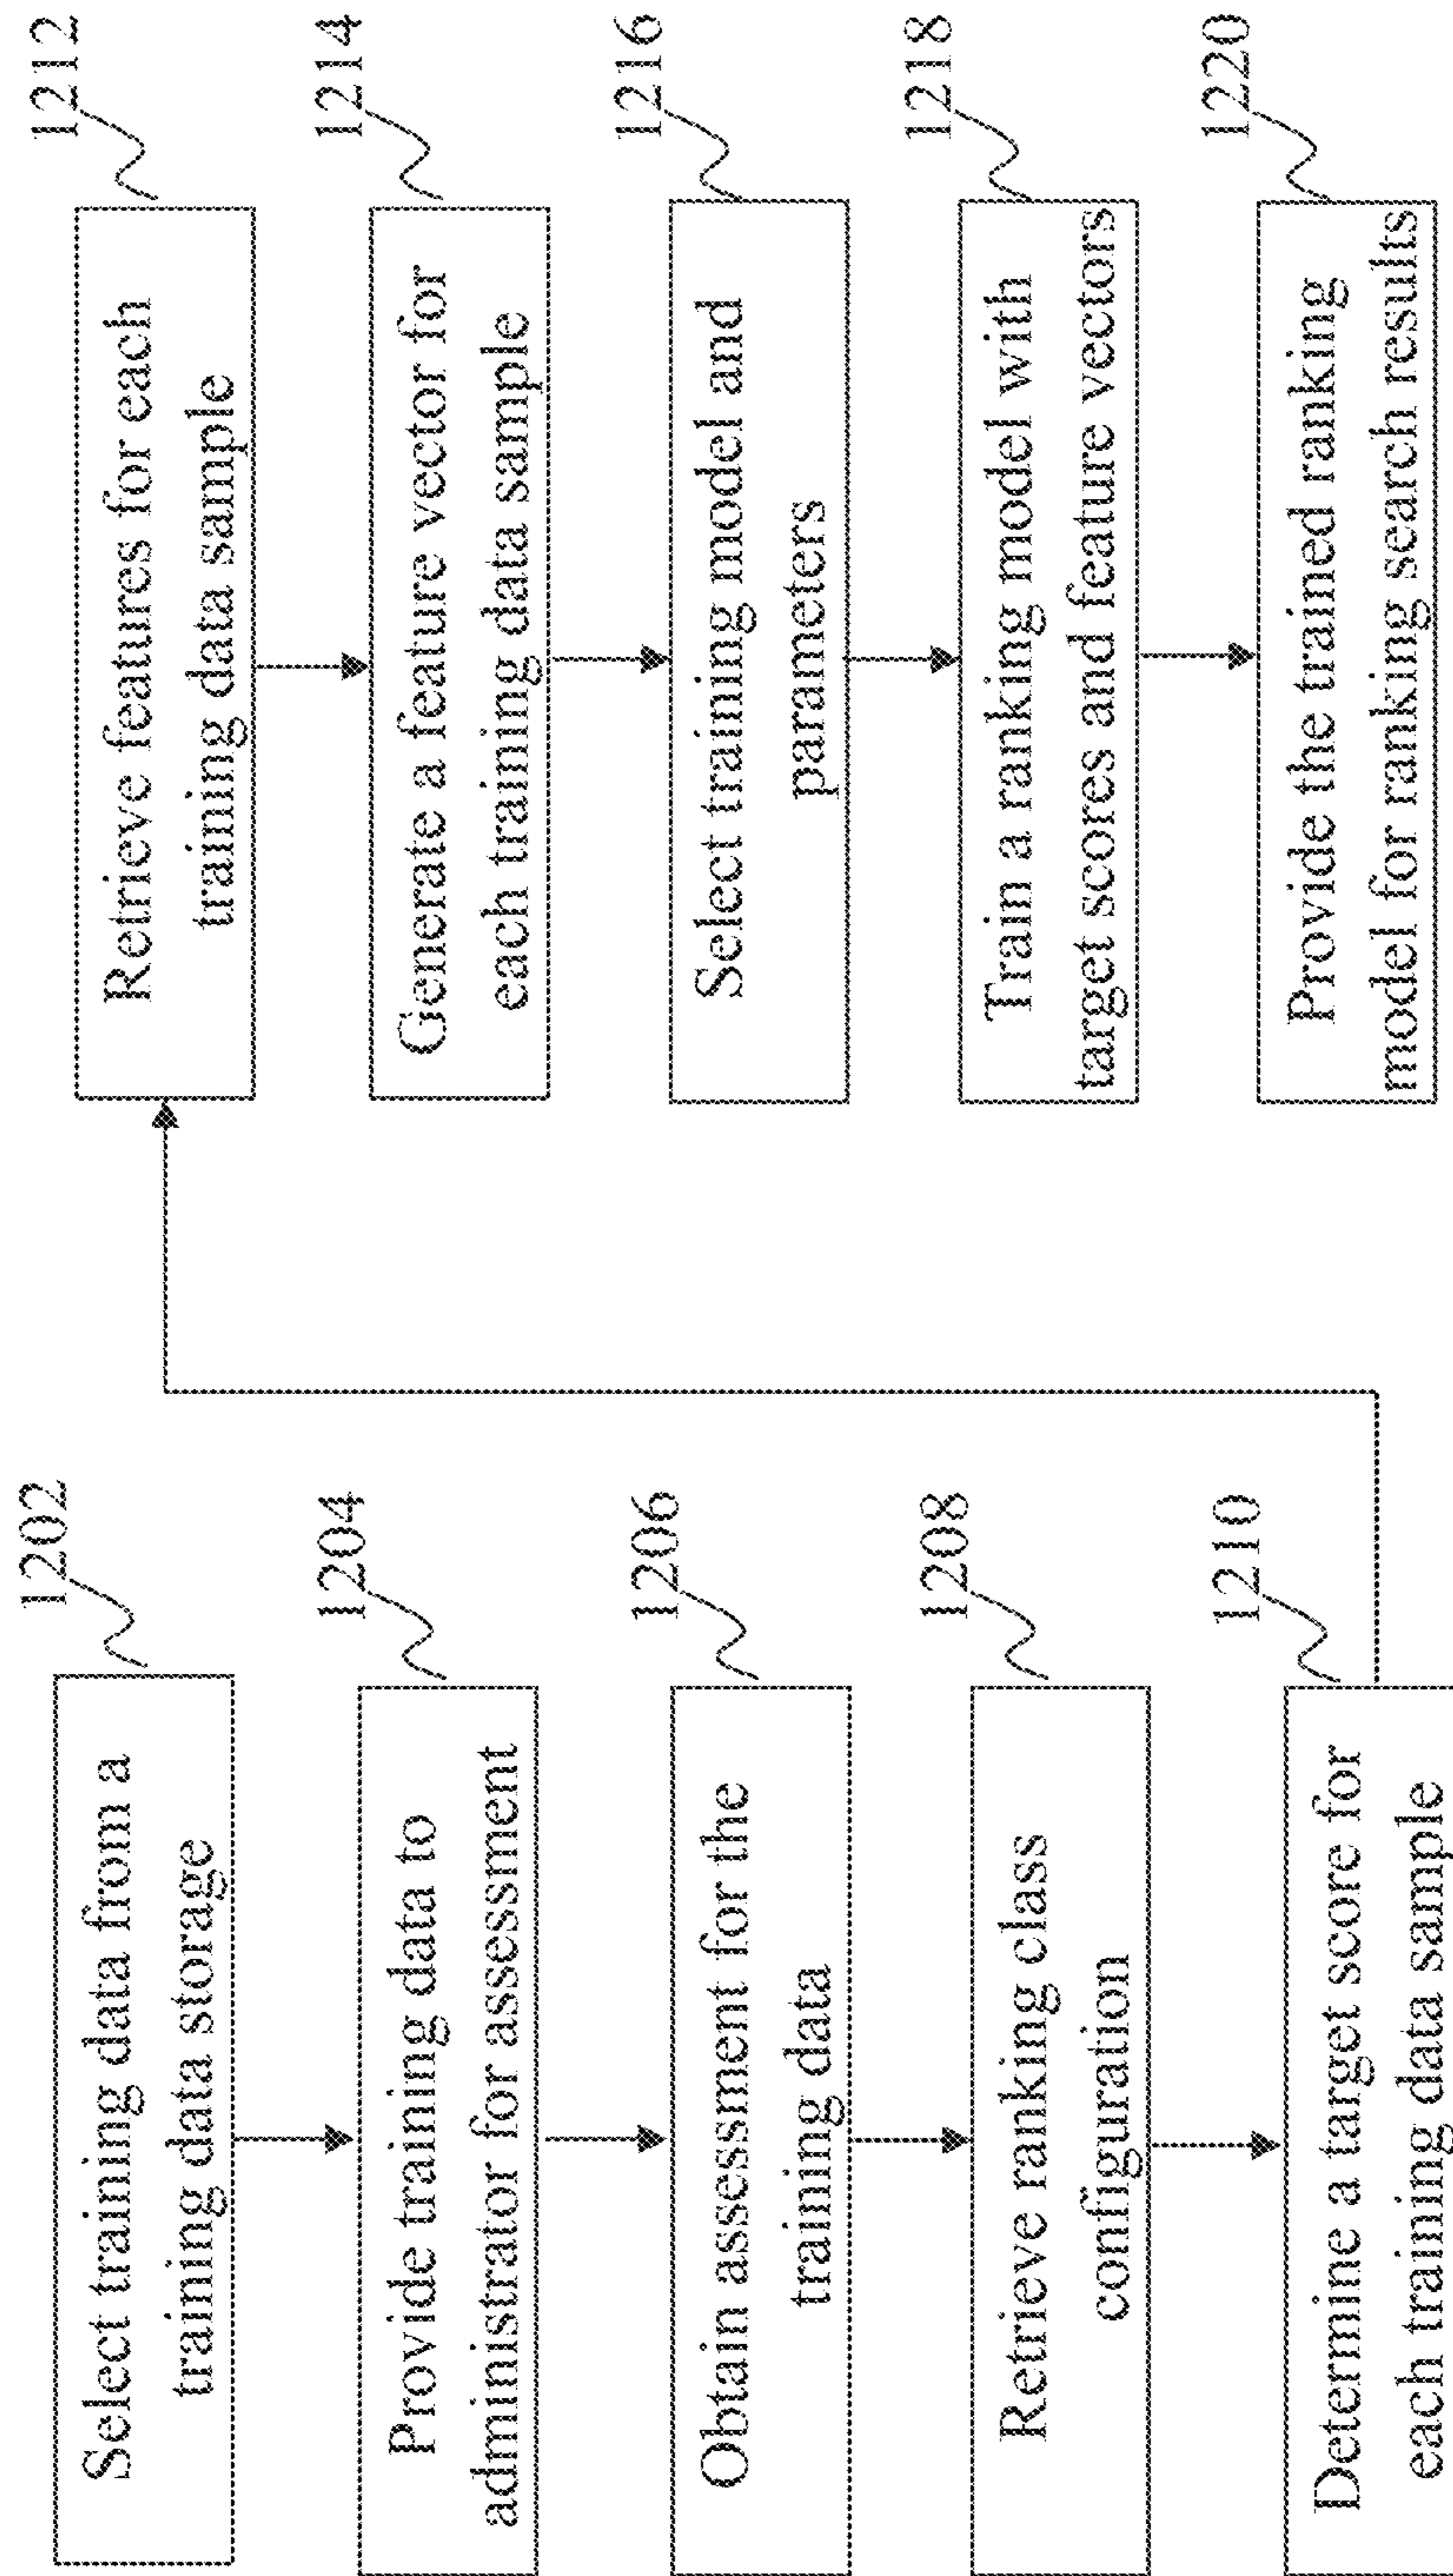 1202
Select training data from a
training data storage
1204
Provide training data to
administrator for assessment
1206
Obtain assessment for the
training data
1208
Retrieve ranking class
configuration
1210
Determine a target score for
each training data sample
1212
Retrieve features for each
training data sample
1214
Generate a feature vector for
each training data sample
1216
Select training model and
parameters
1218
Train a ranking model with
target scores and feature vectors
1220
Provide the trained ranking
model for ranking search results